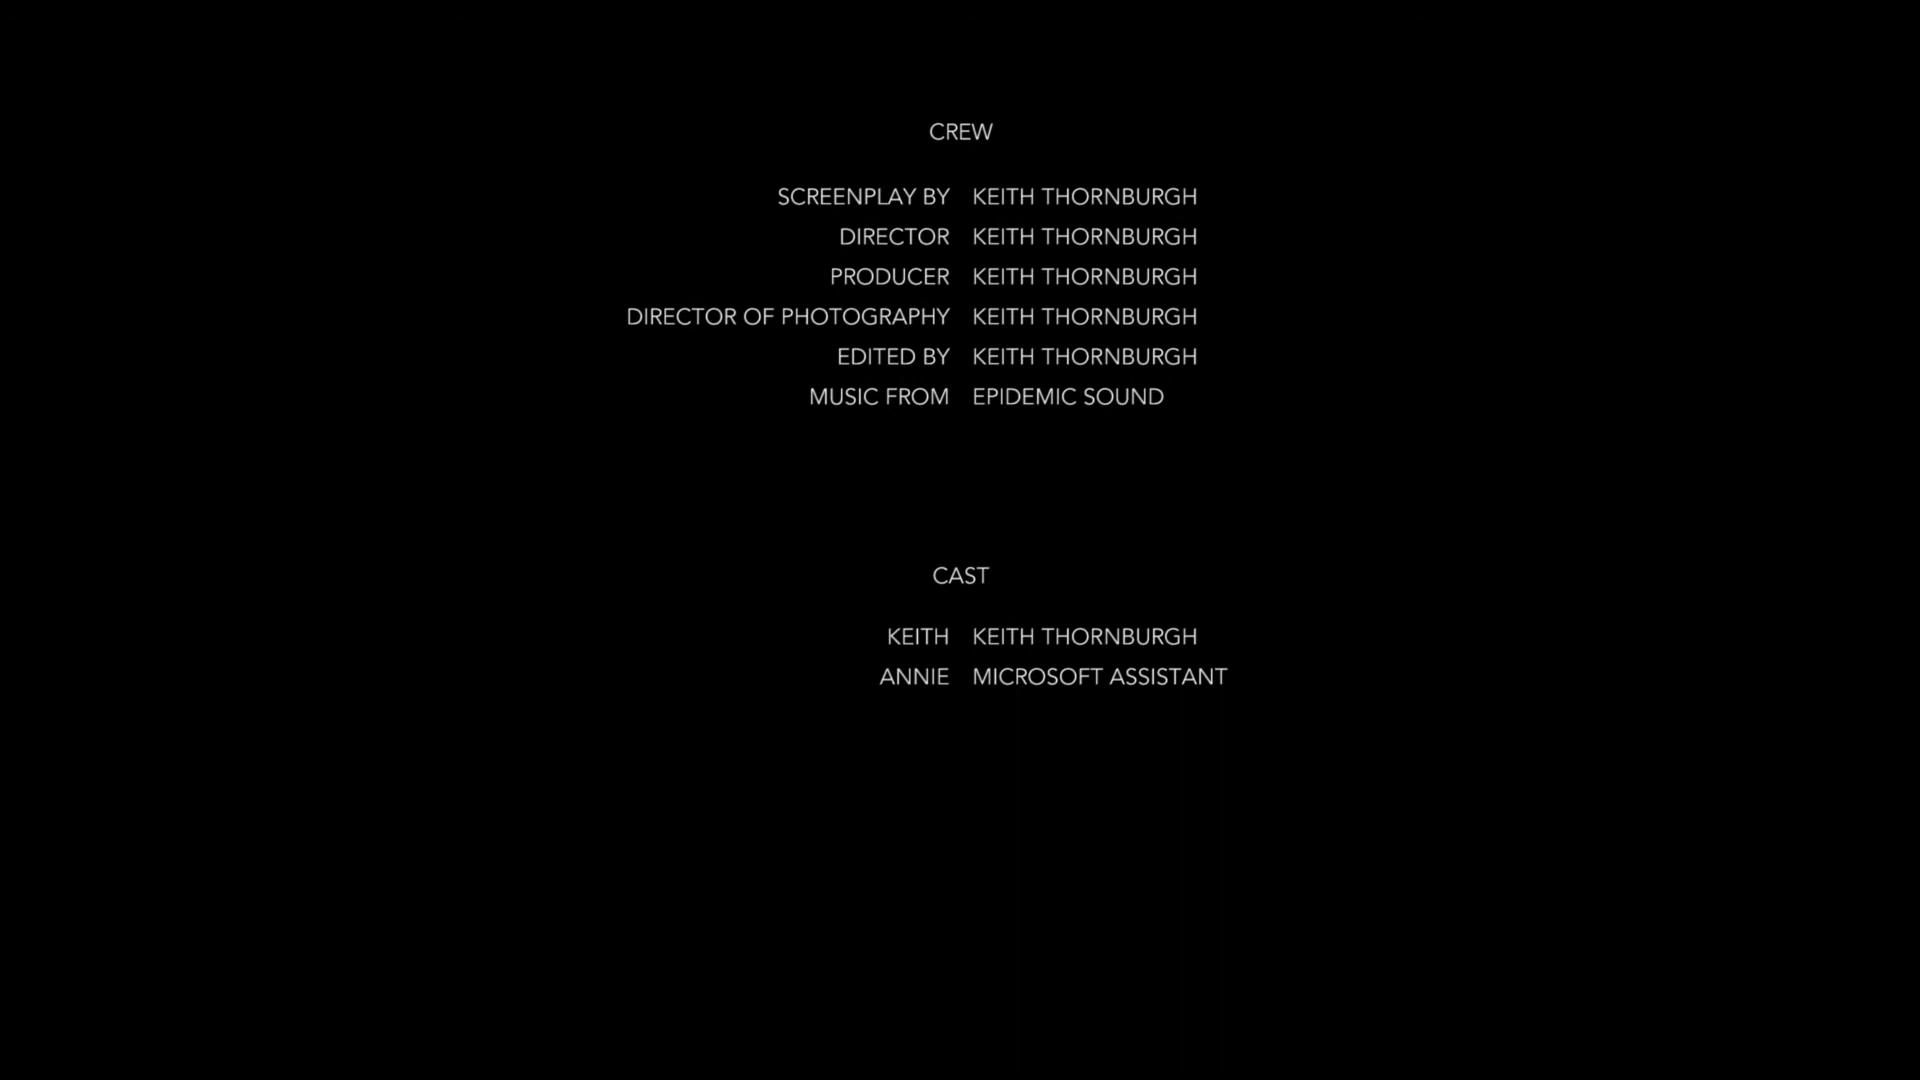 CREW
SCREENPLAY BY KEITH THORNBURGH
DIRECTOR KEITH THORNBURGH
PRODUCER KEITH THORNBURGH
DIRECTOR OF PHOTOGRAPHY KEITH THORNBURGH
EDITED BY KEITH THORNBURGH
MUSIC FROM EPIDEMIC SOUND
CAST
KEITH KEITH THORNBURGH
ANNIE MICROSOFT ASSISTANT